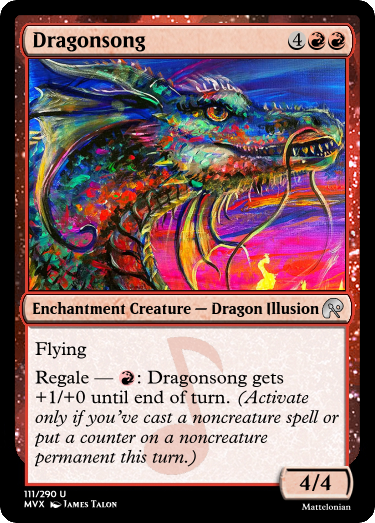 Dragonsong 4
Enchantment Creature — Dragon Illusion
Flying
Regale — : Dragonsong gets
+1/+0 until end of turn. (Activate
only if you've cast a noncreature spell or
put a counter on a noncreature
permanent this turn.)
4/4
111/290 U
MVX James Talon
Mattelonian